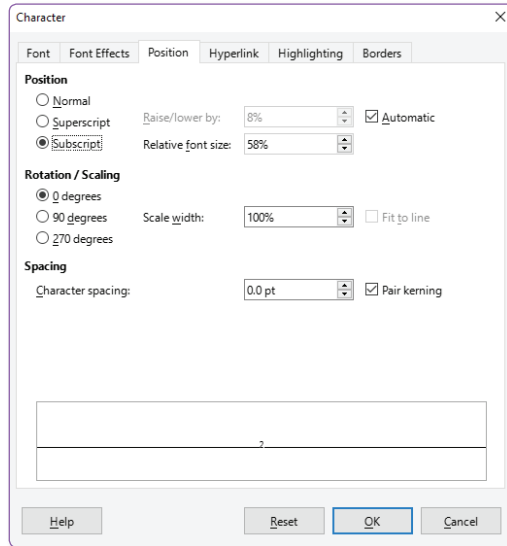 Character
Font Font Effects Position Hyperlink Highlighting Borders
Position
Normal
Superscript Raise/lower by: 8% Automatic
Subscript Relative font size: 58%
Rotation / Scaling
0 degrees
90 degrees Scale width: 100% Fit to line
270 degrees
Spacing
Character spacing: 0.0 pt Pair kerning
2
Help Reset OK Cancel